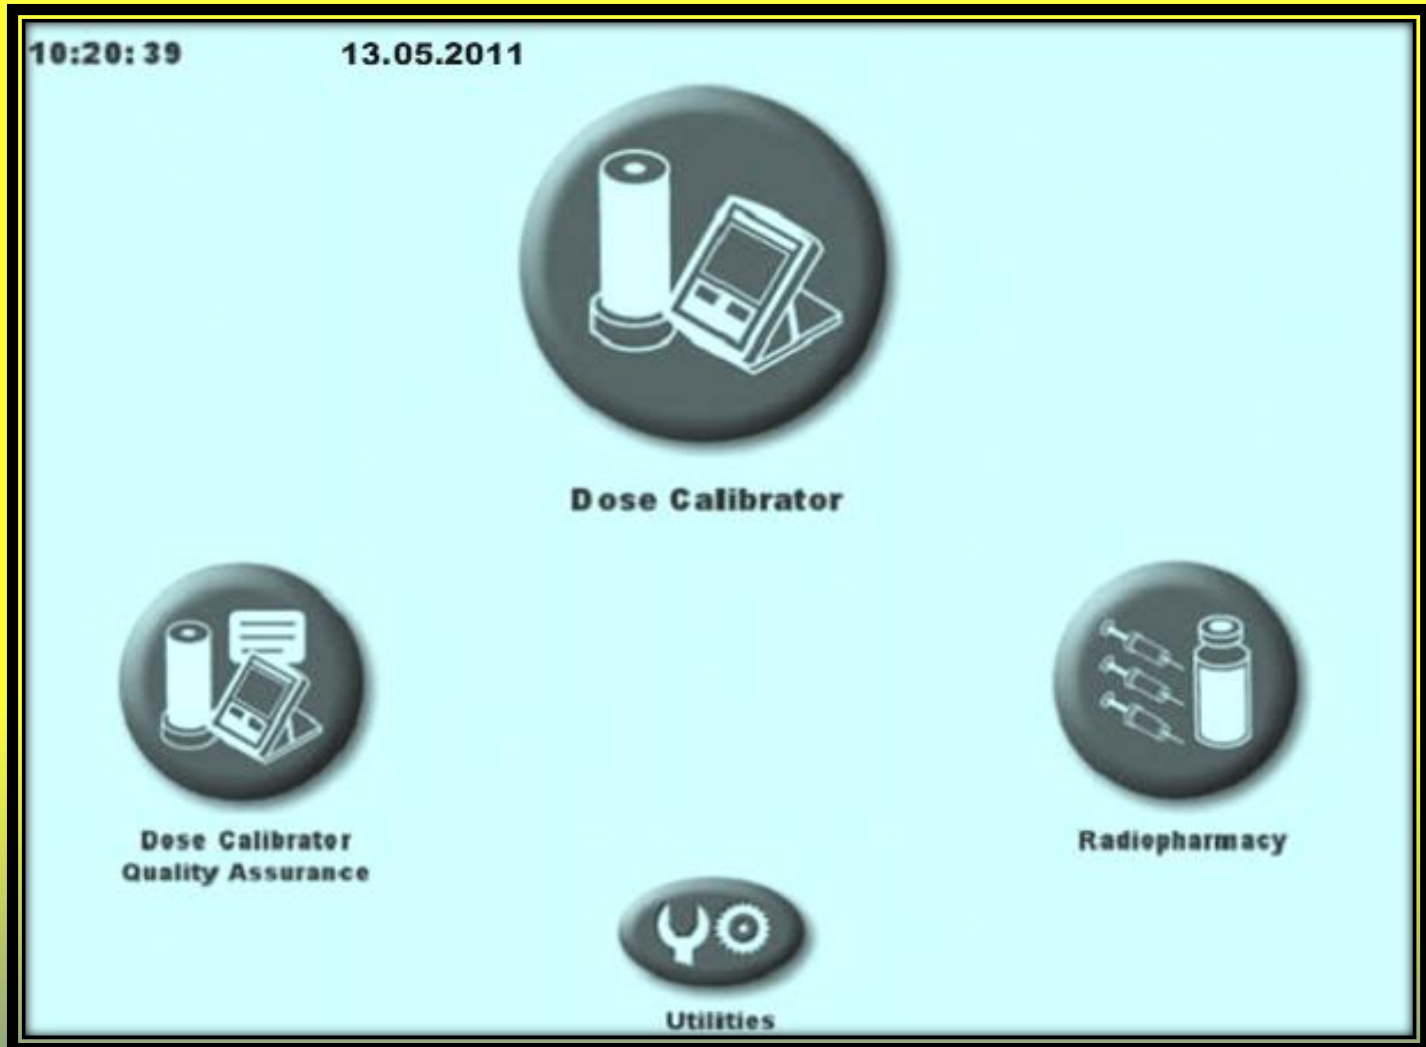 10:20:39 13.05.2011
Dose Calibrator
Dose Calibrator
Quality Assurance
Radiopharmacy
Utilities